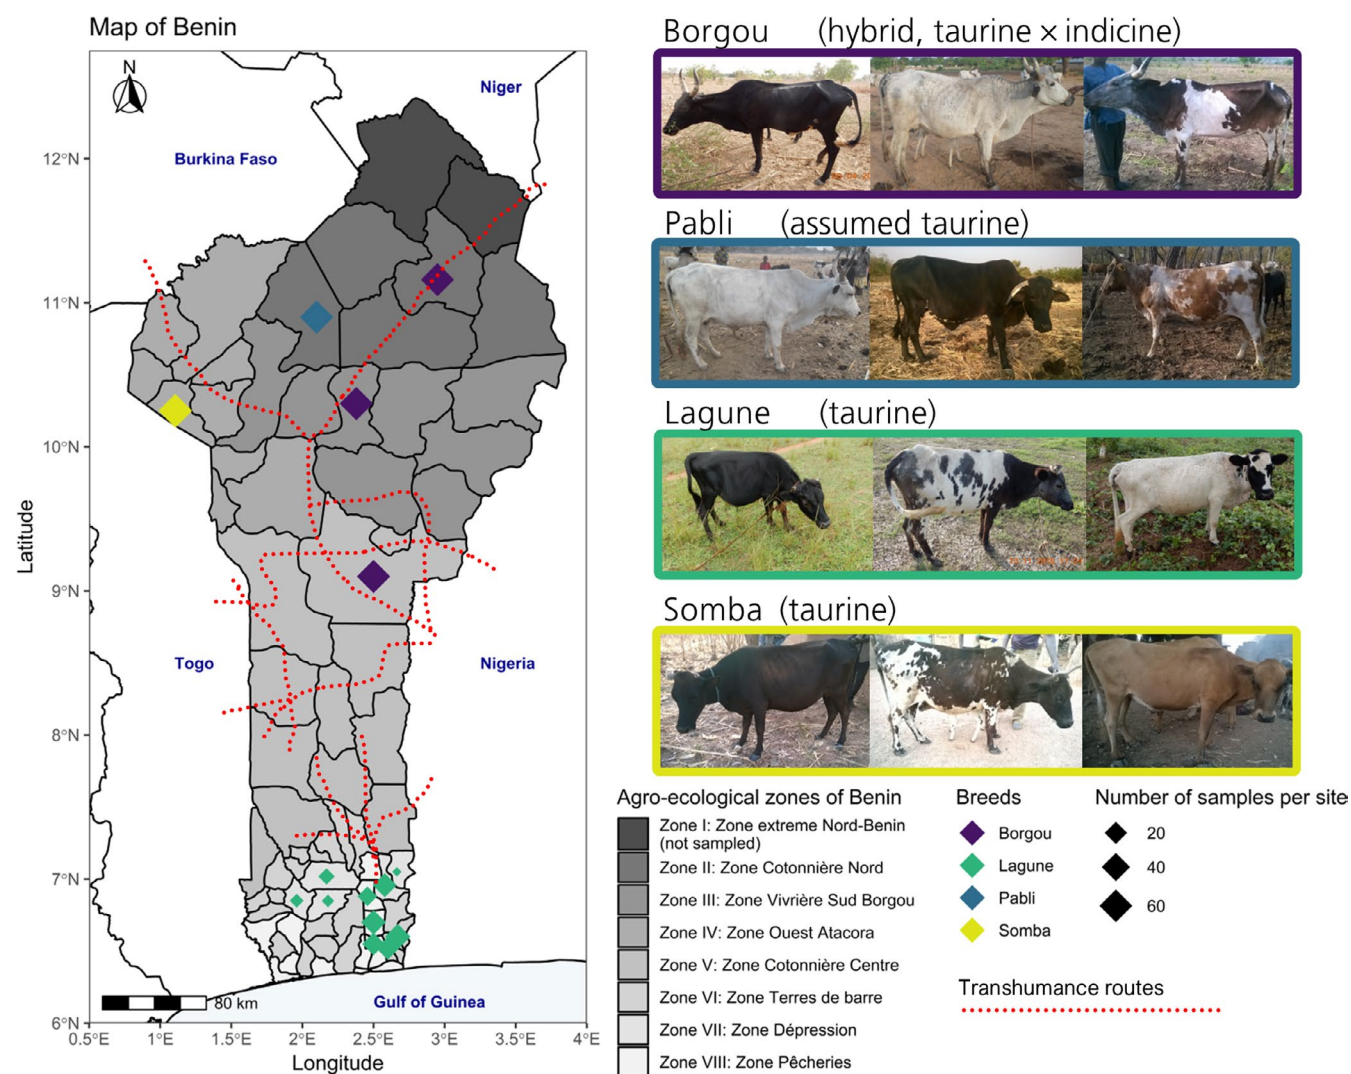 Map of Benin
N
Niger
Burkina Faso
Togo
Nigeria
Gulf of Guinea
80 km
12°N
11°N
10°N
9°N
8°N
7°N
6°N
Latitude
0.5°E 1°E 1.5°E 2°E 2.5°E 3°E 3.5°E 4°E
Longitude
Borgou (hybrid, taurine × indicine)
Pabli (assumed taurine)
Lagune (taurine)
Somba (taurine)
Agro-ecological zones of Benin
Zone I: Zone extreme Nord-Benin
(not sampled)
Zone II: Zone Cotonnière Nord
Zone III: Zone Vivrière Sud Borgou
Zone IV: Zone Ouest Atacora
Zone V: Zone Cotonnière Centre
Zone VI: Zone Terres de barre
Zone VII: Zone Dépression
Zone VIII: Zone Pêcheries
Breeds
Borgou
Lagune
Pabli
Somba
Number of samples per site
20
40
60
Transhumance routes